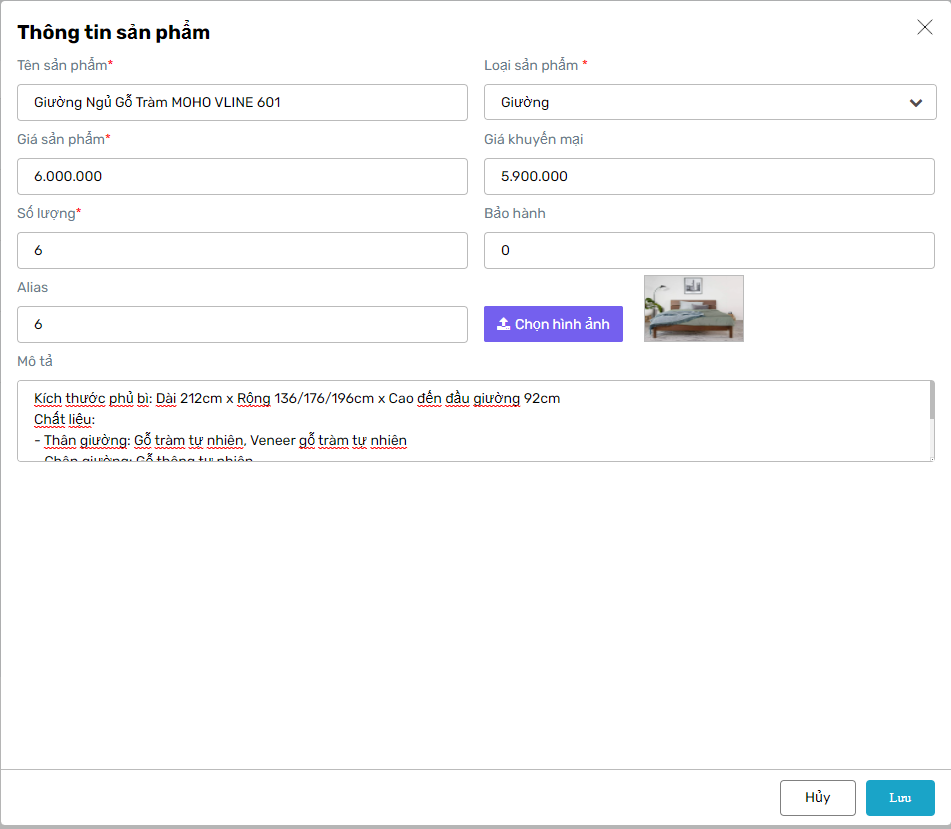 Thông tin sản phẩm
Tên sản phẩm*
Loại sản phẩm *
Giường Ngủ Gỗ Tràm MOHO VLINE 601
Giường
Giá sản phẩm*
Giá khuyến mại
6.000.000
5.900.000
Số lượng*
Bảo hành
6
0
Alias
6
Chọn hình ảnh
Mô tả
Kích thước phủ bì: Dài 212cm x Rộng 136/176/196cm x Cao đến đầu giường 92cm
Chất liệu:
- Thân giường: Gỗ tràm tự nhiên, Veneer gỗ tràm tự nhiên
- Chân giường: Gỗ thông tự nhiên
Hủy
Lưu